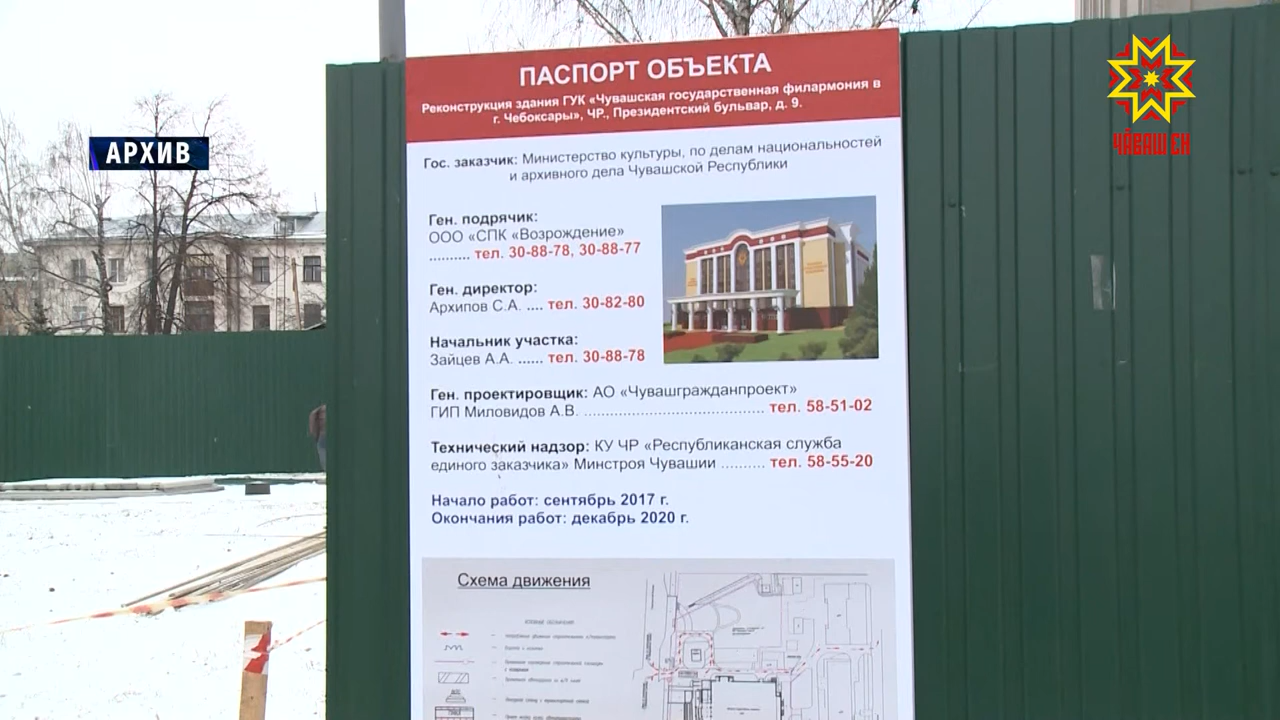 ПАСПОРТ ОБЪЕКТА
Реконструкция здания ГУК «Чувашская государственная филармония в
г. Чебоксары», ЧР., Президентский бульвар, д. 9.
АРХИВ
ЧӐВАШ ЕН
Гос. заказчик: Министерство культуры, по делам национальностей
и архивного дела Чувашской Республики
Ген. подрячик:
ООО «СПК «Возрождение»
.......... тел. 30-88-78, 30-88-77
Ген. директор:
Архипов С.А. .... тел. 30-82-80
Начальник участка:
Зайцев А.А. ...... тел. 30-88-78
Ген. проектировщик: АО «Чувашгражданпроект»
ГИП Миловидов А.В. .......................................... тел. 58-51-02
Технический надзор: КУ ЧР «Республиканская служба
единого заказчика» Минстроя Чувашии .......... тел. 58-55-20
Начало работ: сентябрь 2017 г.
Окончания работ: декабрь 2020 г.
Схема движения